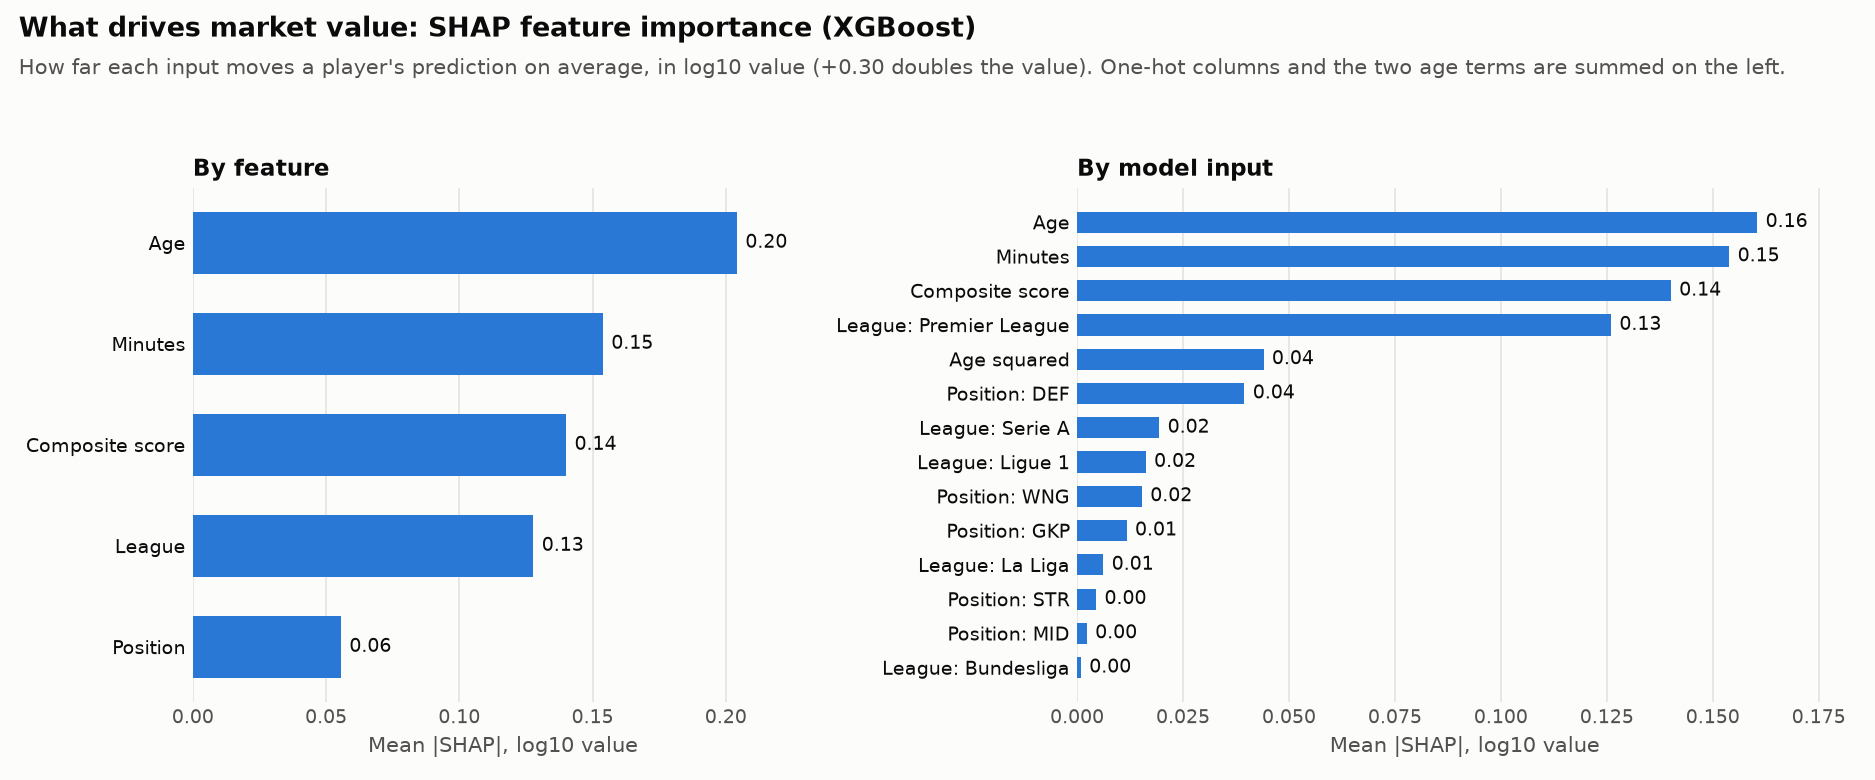 What drives market value: SHAP feature importance (XGBoost)
How far each input moves a player's prediction on average, in log10 value (+0.30 doubles the value). One-hot columns and the two age terms are summed on the left.
By feature
Age 0.20
Minutes 0.15
Composite score 0.14
League 0.13
Position 0.06
0.00 0.05 0.10 0.15 0.20
Mean |SHAP|, log10 value
By model input
Age 0.16
Minutes 0.15
Composite score 0.14
League: Premier League 0.13
Age squared 0.04
Position: DEF 0.04
League: Serie A 0.02
League: Ligue 1 0.02
Position: WNG 0.02
Position: GKP 0.01
League: La Liga 0.01
Position: STR 0.00
Position: MID 0.00
League: Bundesliga 0.00
0.000 0.025 0.050 0.075 0.100 0.125 0.150 0.175
Mean |SHAP|, log10 value